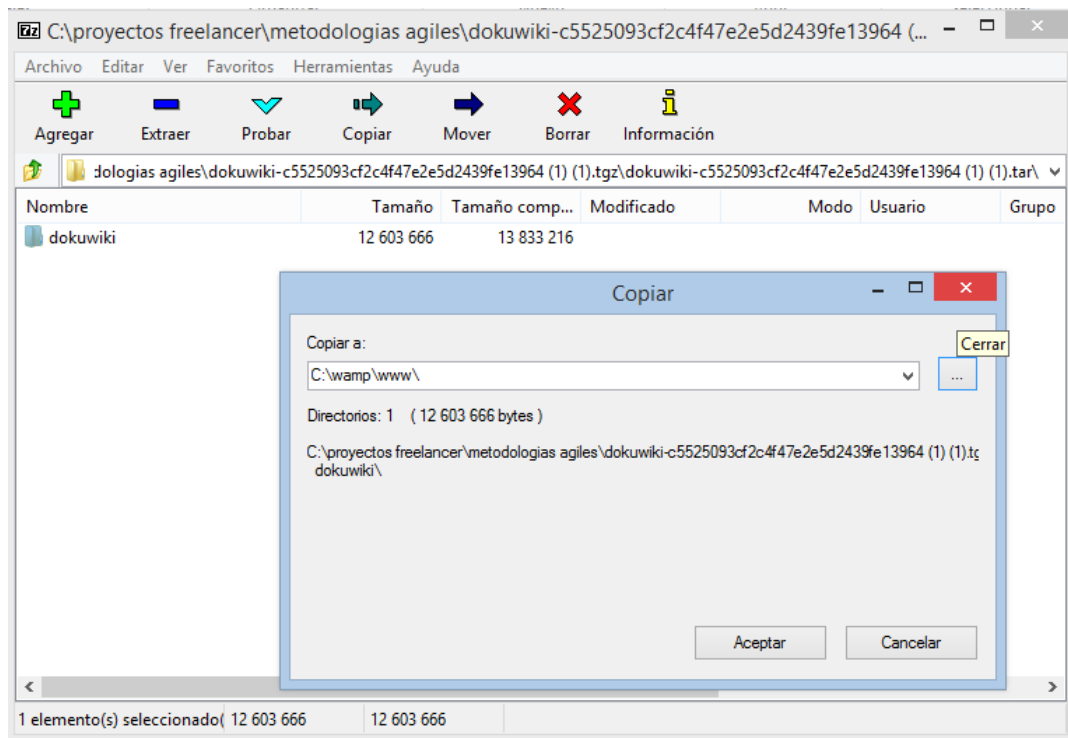 C:\proyectos freelancer\metodologias agiles\dokuwiki-c5525093cf2c4f47e2e5d2439fe13964 (...
Archivo Editar Ver Favoritos Herramientas Ayuda
Agregar Extraer Probar Copiar Mover Borrar Información
dologias agiles\dokuwiki-c5525093cf2c4f47e2e5d2439fe13964 (1) (1).tgz\dokuwiki-c5525093cf2c4f47e2e5d2439fe13964 (1) (1).tar\
Nombre Tamaño Tamaño comp... Modificado Modo Usuario Grupo
dokuwiki 12 603 666 13 833 216
Copiar
Cerrar
Copiar a:
C:\wamp\www\
...
Directorios: 1 ( 12 603 666 bytes )
C:\proyectos freelancer\metodologias agiles\dokuwiki-c5525093cf2c4f47e2e5d2439fe13964 (1) (1).tg
dokuwiki\
Aceptar Cancelar
1 elemento(s) seleccionado( 12 603 666 12 603 666